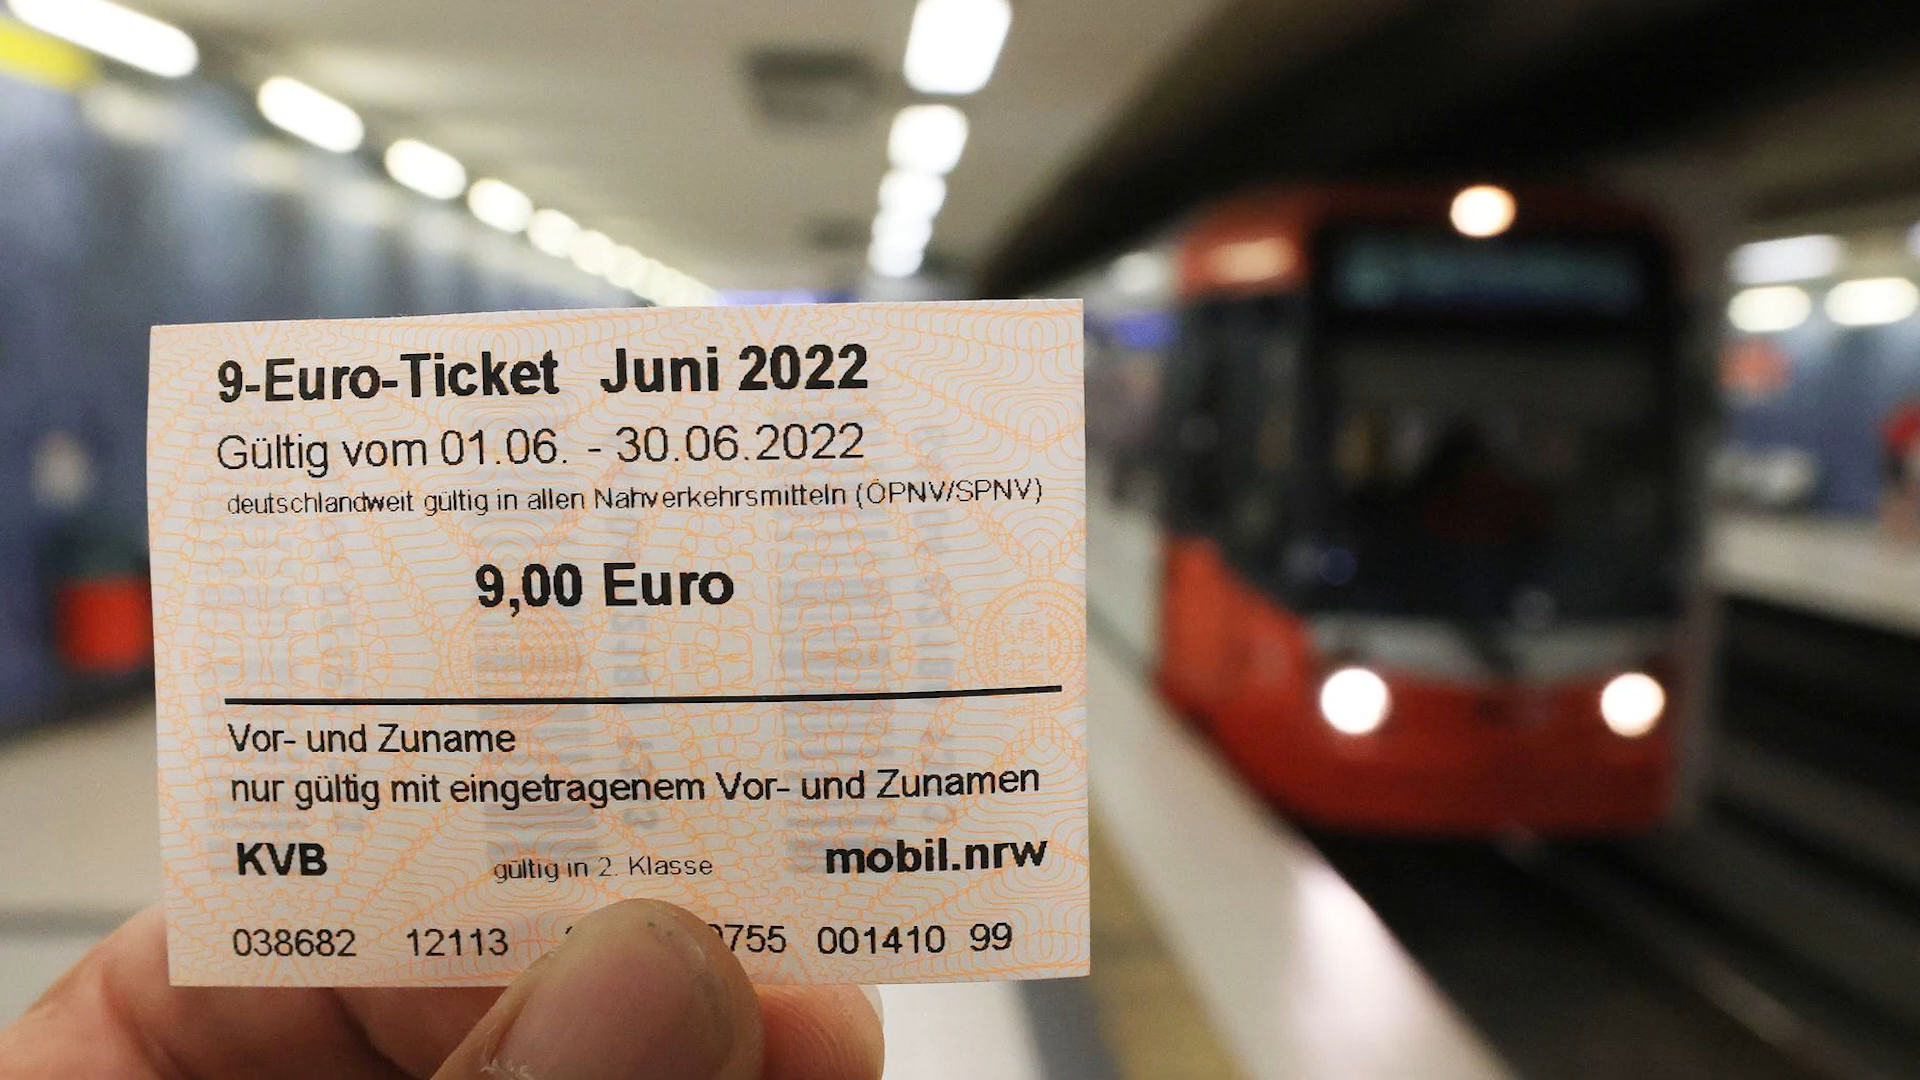 9-Euro-Ticket Juni 2022
Gültig vom 01.06. - 30.06.2022
deutschlandweit gültig in allen Nahverkehrsmitteln (ÖPNV/SPNV)
9,00 Euro
Vor- und Zuname
nur gültig mit eingetragenem Vor- und Zunamen
KVB gültig in 2. Klasse mobil.nrw
038682 12113 755 001410 99